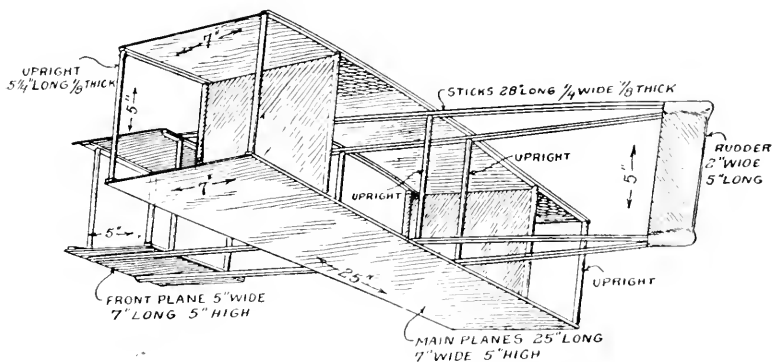 7"
UPRIGHT
5 1/4" LONG 1/8 THICK
5"
STICKS 28" LONG 1/4 WIDE 1/8 THICK
RUDDER
2" WIDE
5" LONG
5"
UPRIGHT
UPRIGHT
7"
5"
25"
UPRIGHT
FRONT PLANE 5" WIDE
7" LONG 5" HIGH
MAIN PLANES 25" LONG
7" WIDE 5" HIGH